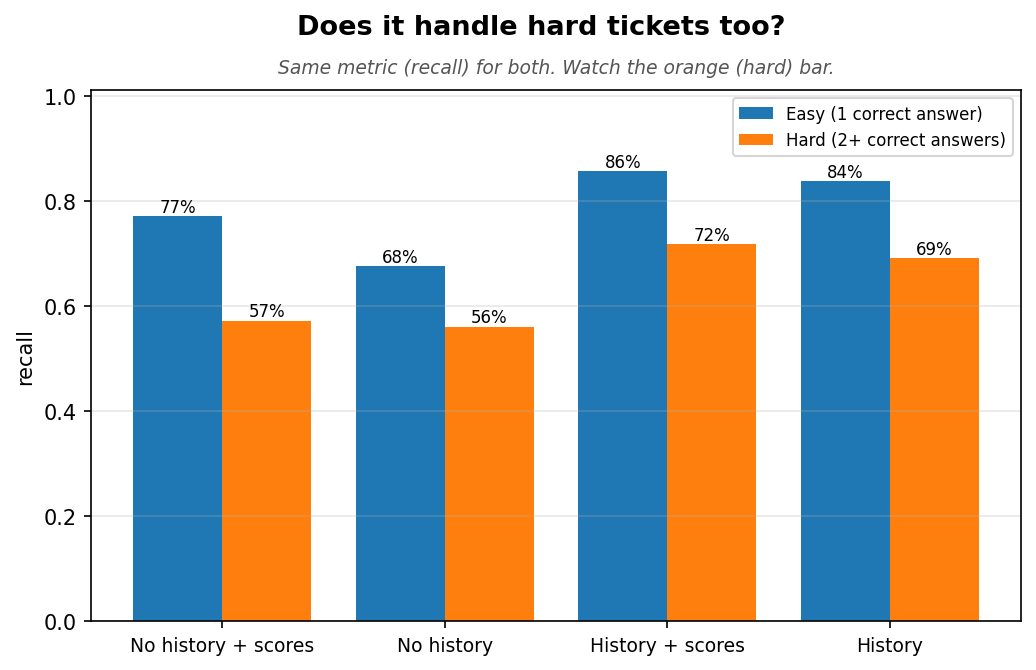 Does it handle hard tickets too?
Same metric (recall) for both. Watch the orange (hard) bar.
Easy (1 correct answer)
Hard (2+ correct answers)
recall
1.0
0.8
0.6
0.4
0.2
0.0
77%
57%
68%
56%
86%
72%
84%
69%
No history + scores
No history
History + scores
History